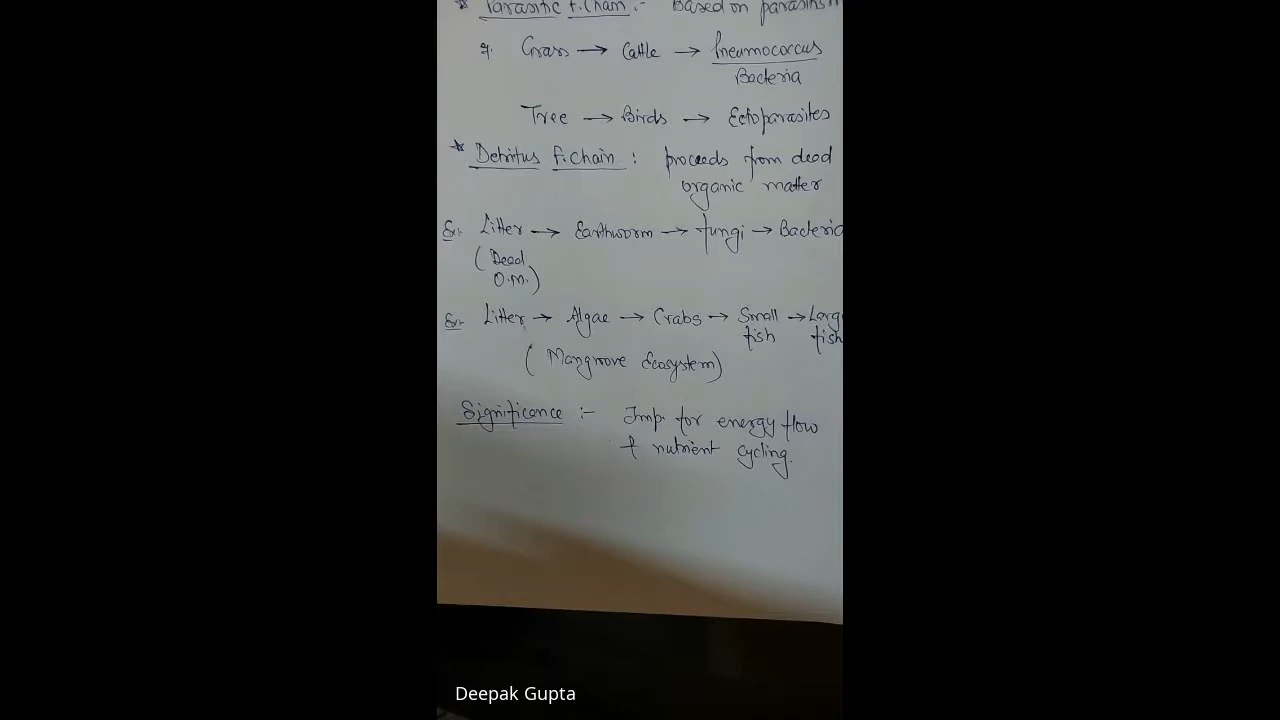 * Parasitic f.Chain :- Based on parasitism
eg. Grass → Cattle → Pneumococcus
Bacteria
Tree → Birds → Ectoparasites
* Detritus f.Chain : proceeds from dead
organic matter
Ex:- Litter → Earthworm → fungi → Bacteria
(Dead
O.M.)
Ex:- Litter → Algae → Crabs → Small → Large
fish fish
(Mangrove Ecosystem)
Significance :- Imp. for energy flow
& nutrient cycling.
Deepak Gupta